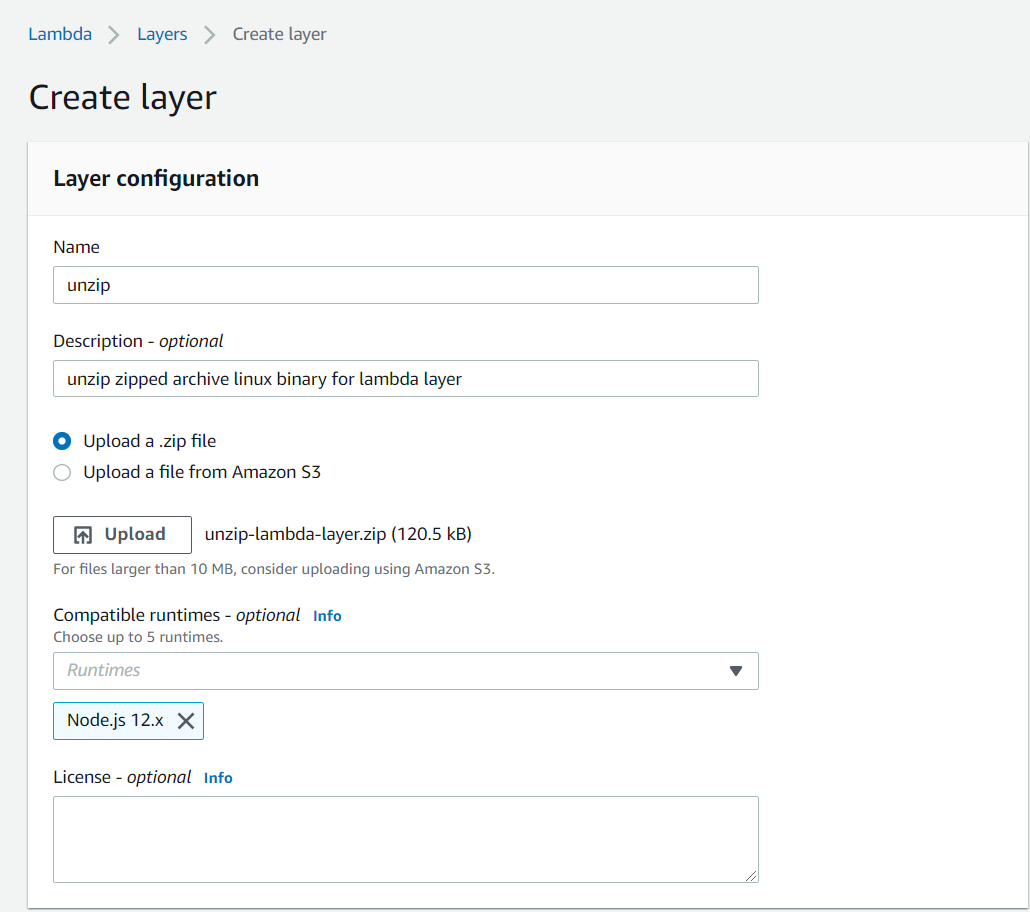 Lambda > Layers > Create layer
Create layer
Layer configuration
Name
unzip
Description - optional
unzip zipped archive linux binary for lambda layer
Upload a .zip file
Upload a file from Amazon S3
Upload unzip-lambda-layer.zip (120.5 kB)
For files larger than 10 MB, consider uploading using Amazon S3.
Compatible runtimes - optional Info
Choose up to 5 runtimes.
Runtimes
Node.js 12.x
License - optional Info